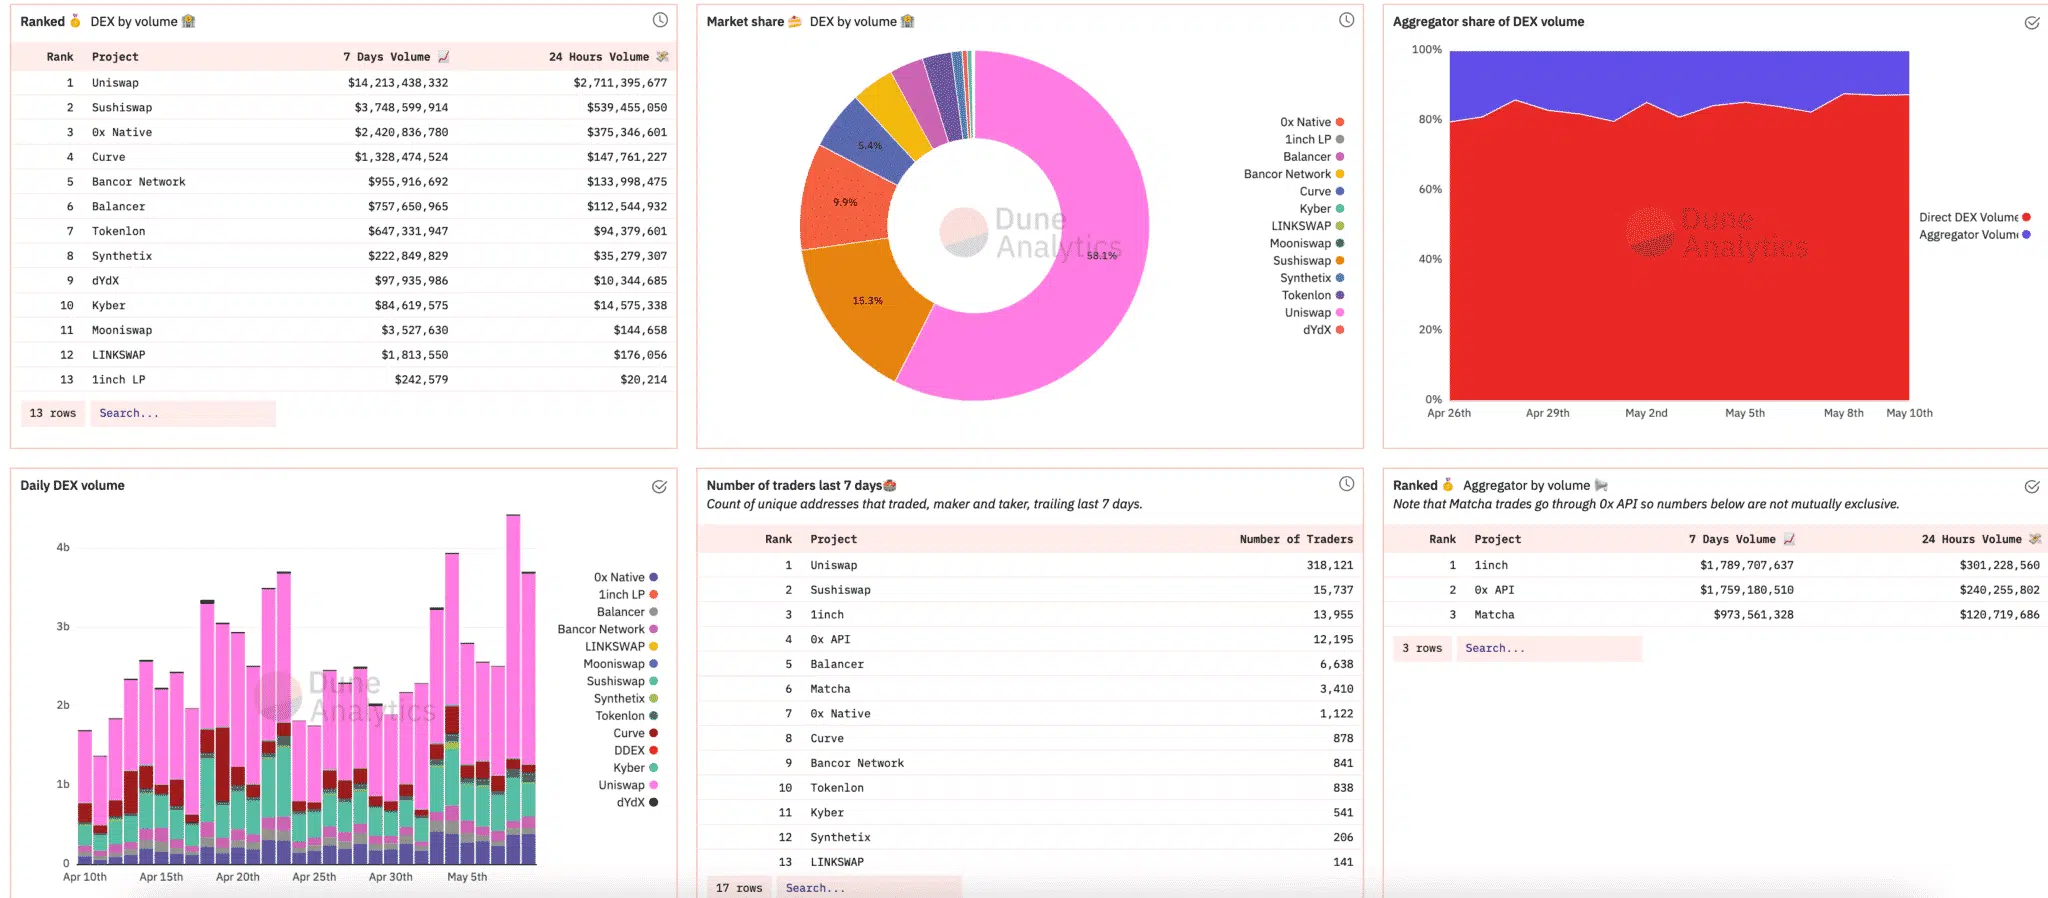 Ranked 🥇 DEX by volume 🏦
Rank Project 7 Days Volume 📈 24 Hours Volume 💸
1 Uniswap $14,213,438,332 $2,711,395,677
2 Sushiswap $3,748,599,914 $539,455,050
3 0x Native $2,420,836,780 $375,346,601
4 Curve $1,328,474,524 $147,761,227
5 Bancor Network $955,916,692 $133,998,475
6 Balancer $757,650,965 $112,544,932
7 Tokenlon $647,331,947 $94,379,601
8 Synthetix $222,849,829 $35,279,307
9 dYdX $97,935,986 $10,344,685
10 Kyber $84,619,575 $14,575,338
11 Mooniswap $3,527,630 $144,658
12 LINKSWAP $1,813,550 $176,056
13 1inch LP $242,579 $20,214
13 rows Search...
Market share 🍰 DEX by volume 🏦
5.4%
9.9%
15.3%
58.1%
Dune
Analytics
0x Native
1inch LP
Balancer
Bancor Network
Curve
Kyber
LINKSWAP
Mooniswap
Sushiswap
Synthetix
Tokenlon
Uniswap
dYdX
Aggregator share of DEX volume
100%
80%
60%
40%
20%
0%
Apr 26th Apr 29th May 2nd May 5th May 8th May 10th
Dune
Analytics
Direct DEX Volume
Aggregator Volum
Daily DEX volume
4b
3b
2b
1b
0
Apr 10th Apr 15th Apr 20th Apr 25th Apr 30th May 5th
Dune
Analytics
0x Native
1inch LP
Balancer
Bancor Network
LINKSWAP
Mooniswap
Sushiswap
Synthetix
Tokenlon
Curve
DDEX
Kyber
Uniswap
dYdX
Number of traders last 7 days
Count of unique addresses that traded, maker and taker, trailing last 7 days.
Rank Project Number of Traders
1 Uniswap 318,121
2 Sushiswap 15,737
3 1inch 13,955
4 0x API 12,195
5 Balancer 6,638
6 Matcha 3,410
7 0x Native 1,122
8 Curve 878
9 Bancor Network 841
10 Tokenlon 838
11 Kyber 541
12 Synthetix 206
13 LINKSWAP 141
17 rows Search...
Ranked 🥇 Aggregator by volume
Note that Matcha trades go through 0x API so numbers below are not mutually exclusive.
Rank Project 7 Days Volume 📈 24 Hours Volume 💸
1 1inch $1,789,707,637 $301,228,560
2 0x API $1,759,180,510 $240,255,802
3 Matcha $973,561,328 $120,719,686
3 rows Search...